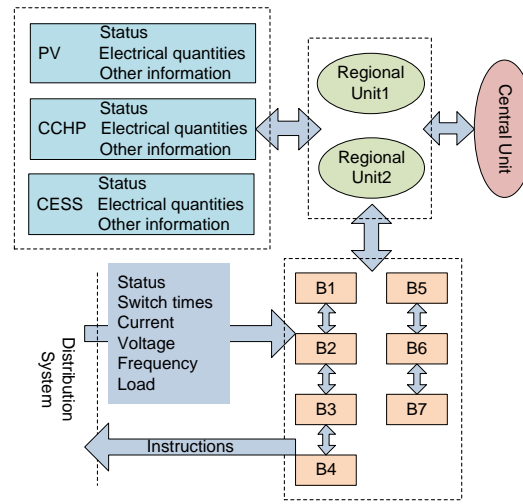 Status
PV Electrical quantities
Other information
Status
CCHP Electrical quantities
Other information
Status
CESS Electrical quantities
Other information
Regional
Unit1
Regional
Unit2
Central Unit
Distribution
System
Status
Switch times
Current
Voltage
Frequency
Load
Instructions
B1
B2
B3
B4
B5
B6
B7